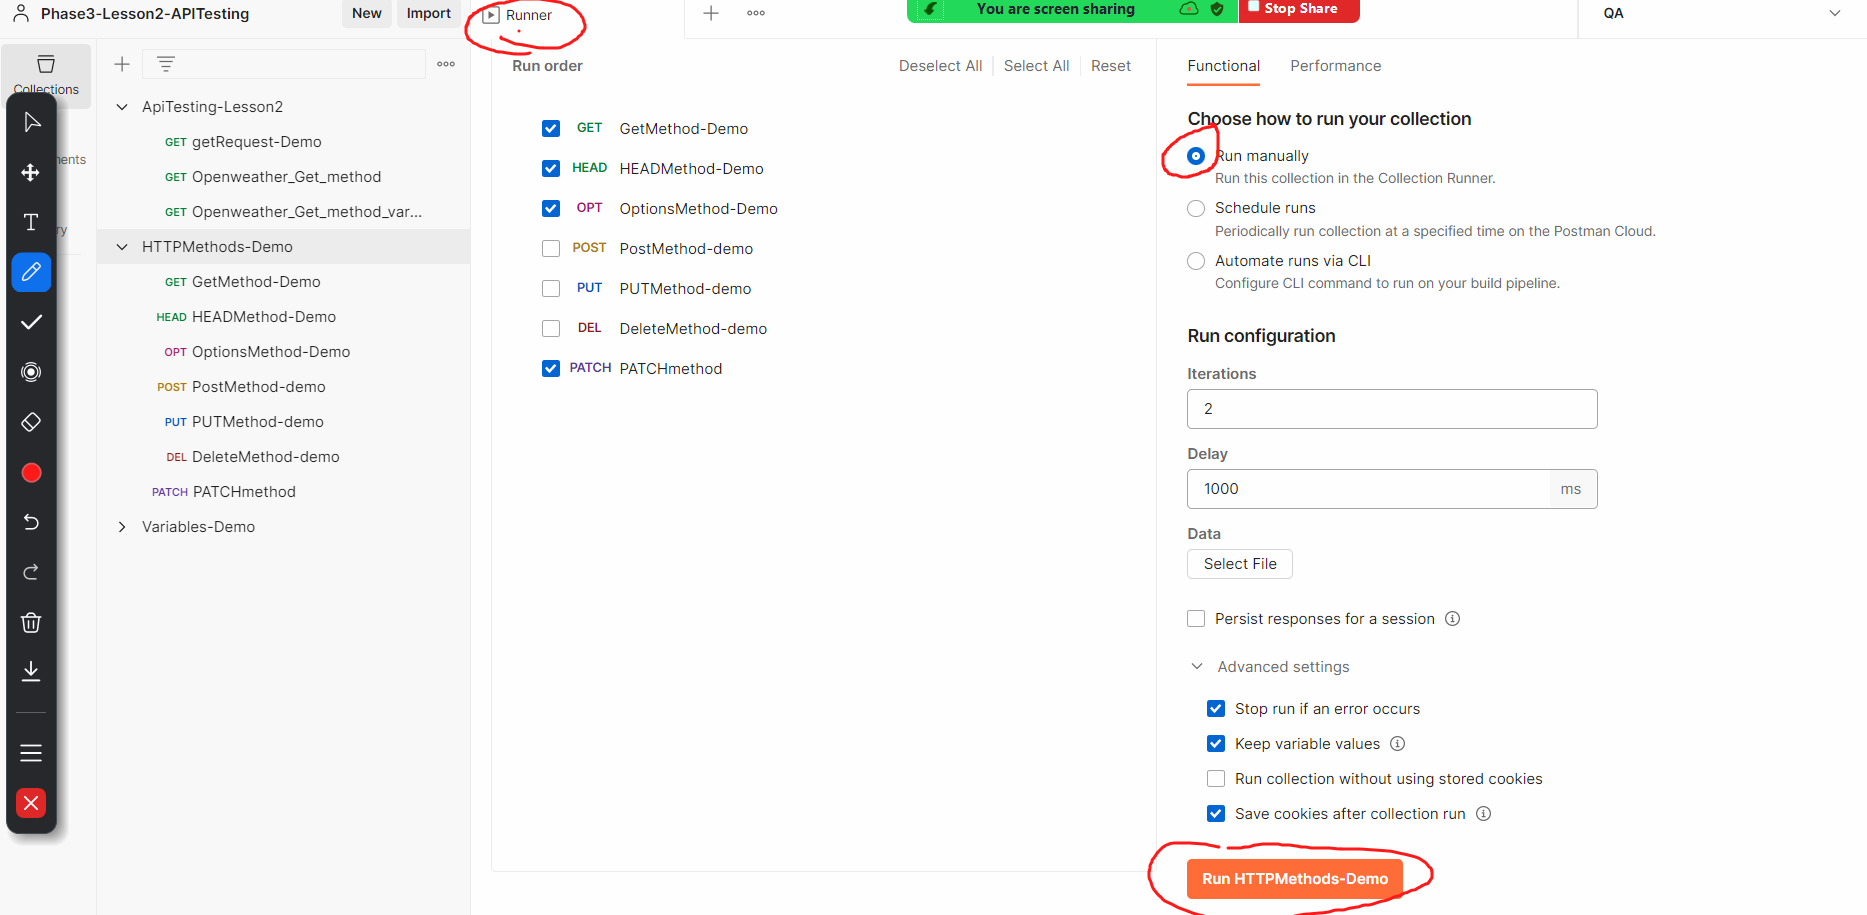 Phase3-Lesson2-APITesting
New
Import
Runner
You are screen sharing
Stop Share
QA
Collections
ments
ry
ApiTesting-Lesson2
GET getRequest-Demo
GET Openweather_Get_method
GET Openweather_Get_method_var...
HTTPMethods-Demo
GET GetMethod-Demo
HEAD HEADMethod-Demo
OPT OptionsMethod-Demo
POST PostMethod-demo
PUT PUTMethod-demo
DEL DeleteMethod-demo
PATCH PATCHmethod
Variables-Demo
T
Run order
Deselect All
Select All
Reset
GET GetMethod-Demo
HEAD HEADMethod-Demo
OPT OptionsMethod-Demo
POST PostMethod-demo
PUT PUTMethod-demo
DEL DeleteMethod-demo
PATCH PATCHmethod
Functional
Performance
Choose how to run your collection
Run manually
Run this collection in the Collection Runner.
Schedule runs
Periodically run collection at a specified time on the Postman Cloud.
Automate runs via CLI
Configure CLI command to run on your build pipeline.
Run configuration
Iterations
2
Delay
1000 ms
Data
Select File
Persist responses for a session
Advanced settings
Stop run if an error occurs
Keep variable values
Run collection without using stored cookies
Save cookies after collection run
Run HTTPMethods-Demo